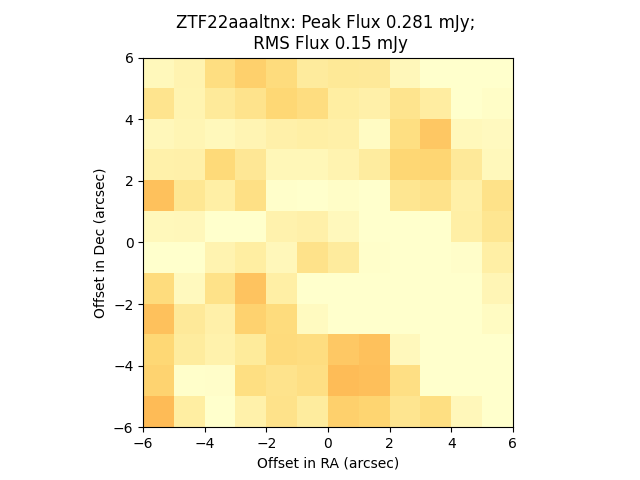 ZTF22aaaltnx: Peak Flux 0.281 mJy;
RMS Flux 0.15 mJy
6
4
2
0
−2
−4
−6
Offset in Dec (arcsec)
−6 −4 −2 0 2 4 6
Offset in RA (arcsec)